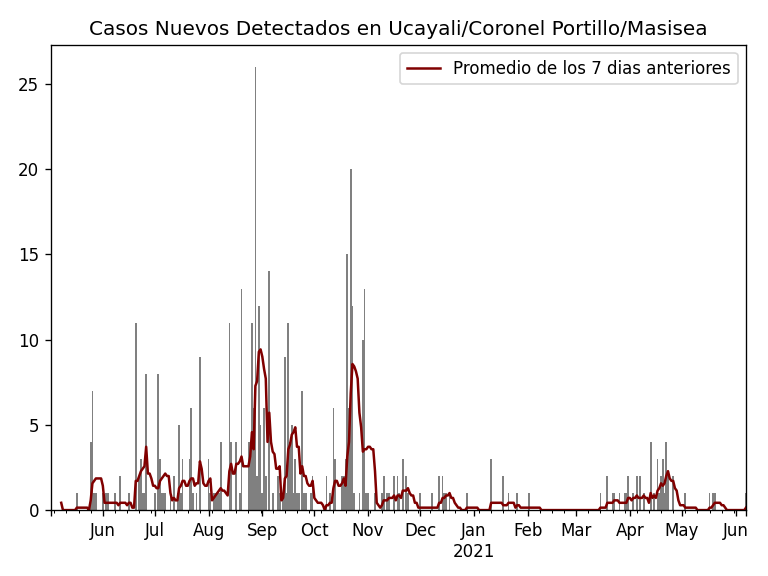 Casos Nuevos Detectados en Ucayali/Coronel Portillo/Masisea
Promedio de los 7 dias anteriores
25
20
15
10
5
0
Jun Jul Aug Sep Oct Nov Dec Jan Feb Mar Apr May Jun
2021